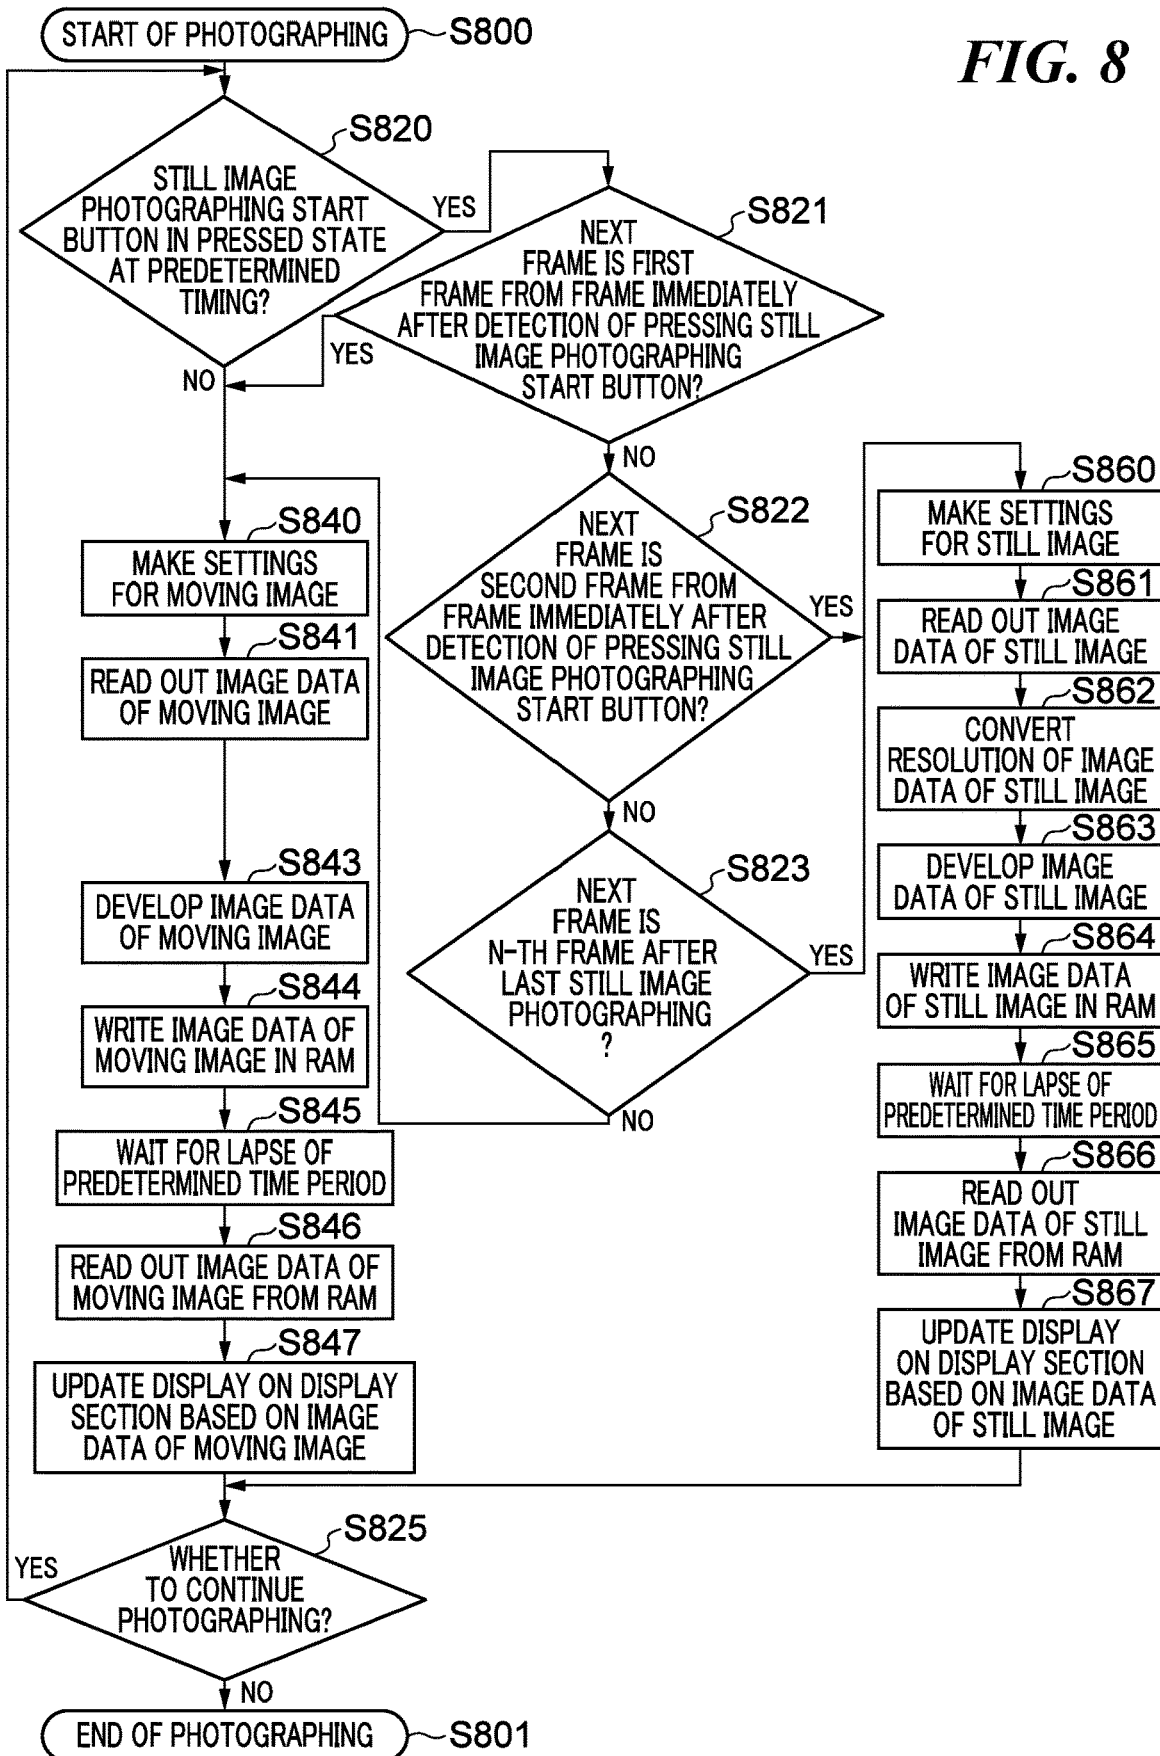 START OF PHOTOGRAPHING
S800
FIG. 8
S820
STILL IMAGE
PHOTOGRAPHING START
BUTTON IN PRESSED STATE
AT PREDETERMINED
TIMING?
YES
NO
S821
NEXT
FRAME IS FIRST
FRAME FROM FRAME IMMEDIATELY
AFTER DETECTION OF PRESSING STILL
IMAGE PHOTOGRAPHING
START BUTTON?
YES
NO
S822
NEXT
FRAME IS
SECOND FRAME FROM
FRAME IMMEDIATELY AFTER
DETECTION OF PRESSING STILL
IMAGE PHOTOGRAPHING
START BUTTON?
YES
NO
S823
NEXT
FRAME IS
N-TH FRAME AFTER
LAST STILL IMAGE
PHOTOGRAPHING
?
YES
NO
S840
MAKE SETTINGS
FOR MOVING IMAGE
S841
READ OUT IMAGE DATA
OF MOVING IMAGE
S843
DEVELOP IMAGE DATA
OF MOVING IMAGE
S844
WRITE IMAGE DATA OF
MOVING IMAGE IN RAM
S845
WAIT FOR LAPSE OF
PREDETERMINED TIME PERIOD
S846
READ OUT IMAGE DATA OF
MOVING IMAGE FROM RAM
S847
UPDATE DISPLAY ON DISPLAY
SECTION BASED ON IMAGE
DATA OF MOVING IMAGE
S860
MAKE SETTINGS
FOR STILL IMAGE
S861
READ OUT IMAGE
DATA OF STILL IMAGE
S862
CONVERT
RESOLUTION OF IMAGE
DATA OF STILL IMAGE
S863
DEVELOP IMAGE
DATA OF STILL IMAGE
S864
WRITE IMAGE DATA
OF STILL IMAGE IN RAM
S865
WAIT FOR LAPSE OF
PREDETERMINED TIME PERIOD
S866
READ OUT
IMAGE DATA OF STILL
IMAGE FROM RAM
S867
UPDATE DISPLAY
ON DISPLAY SECTION
BASED ON IMAGE DATA
OF STILL IMAGE
S825
WHETHER
TO CONTINUE
PHOTOGRAPHING?
YES
NO
END OF PHOTOGRAPHING
S801